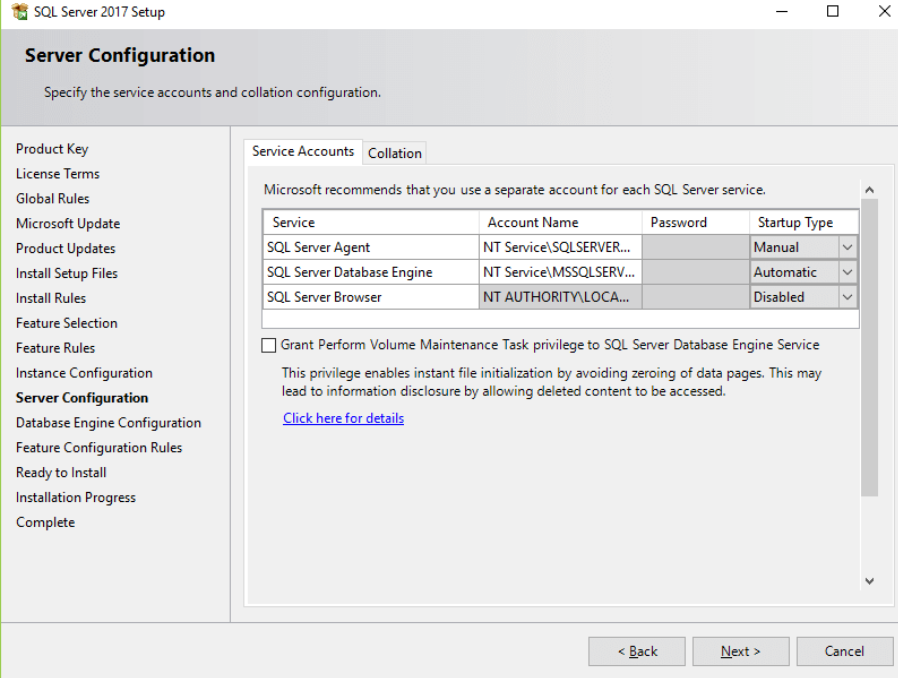 SQL Server 2017 Setup
Server Configuration
Specify the service accounts and collation configuration.
Product Key
License Terms
Global Rules
Microsoft Update
Product Updates
Install Setup Files
Install Rules
Feature Selection
Feature Rules
Instance Configuration
Server Configuration
Database Engine Configuration
Feature Configuration Rules
Ready to Install
Installation Progress
Complete
Service Accounts Collation
Microsoft recommends that you use a separate account for each SQL Server service.
Service Account Name Password Startup Type
SQL Server Agent NT Service\SQLSERVER... Manual
SQL Server Database Engine NT Service\MSSQLSERV... Automatic
SQL Server Browser NT AUTHORITY\LOCA... Disabled
Grant Perform Volume Maintenance Task privilege to SQL Server Database Engine Service
This privilege enables instant file initialization by avoiding zeroing of data pages. This may
lead to information disclosure by allowing deleted content to be accessed.
Click here for details
< Back Next > Cancel